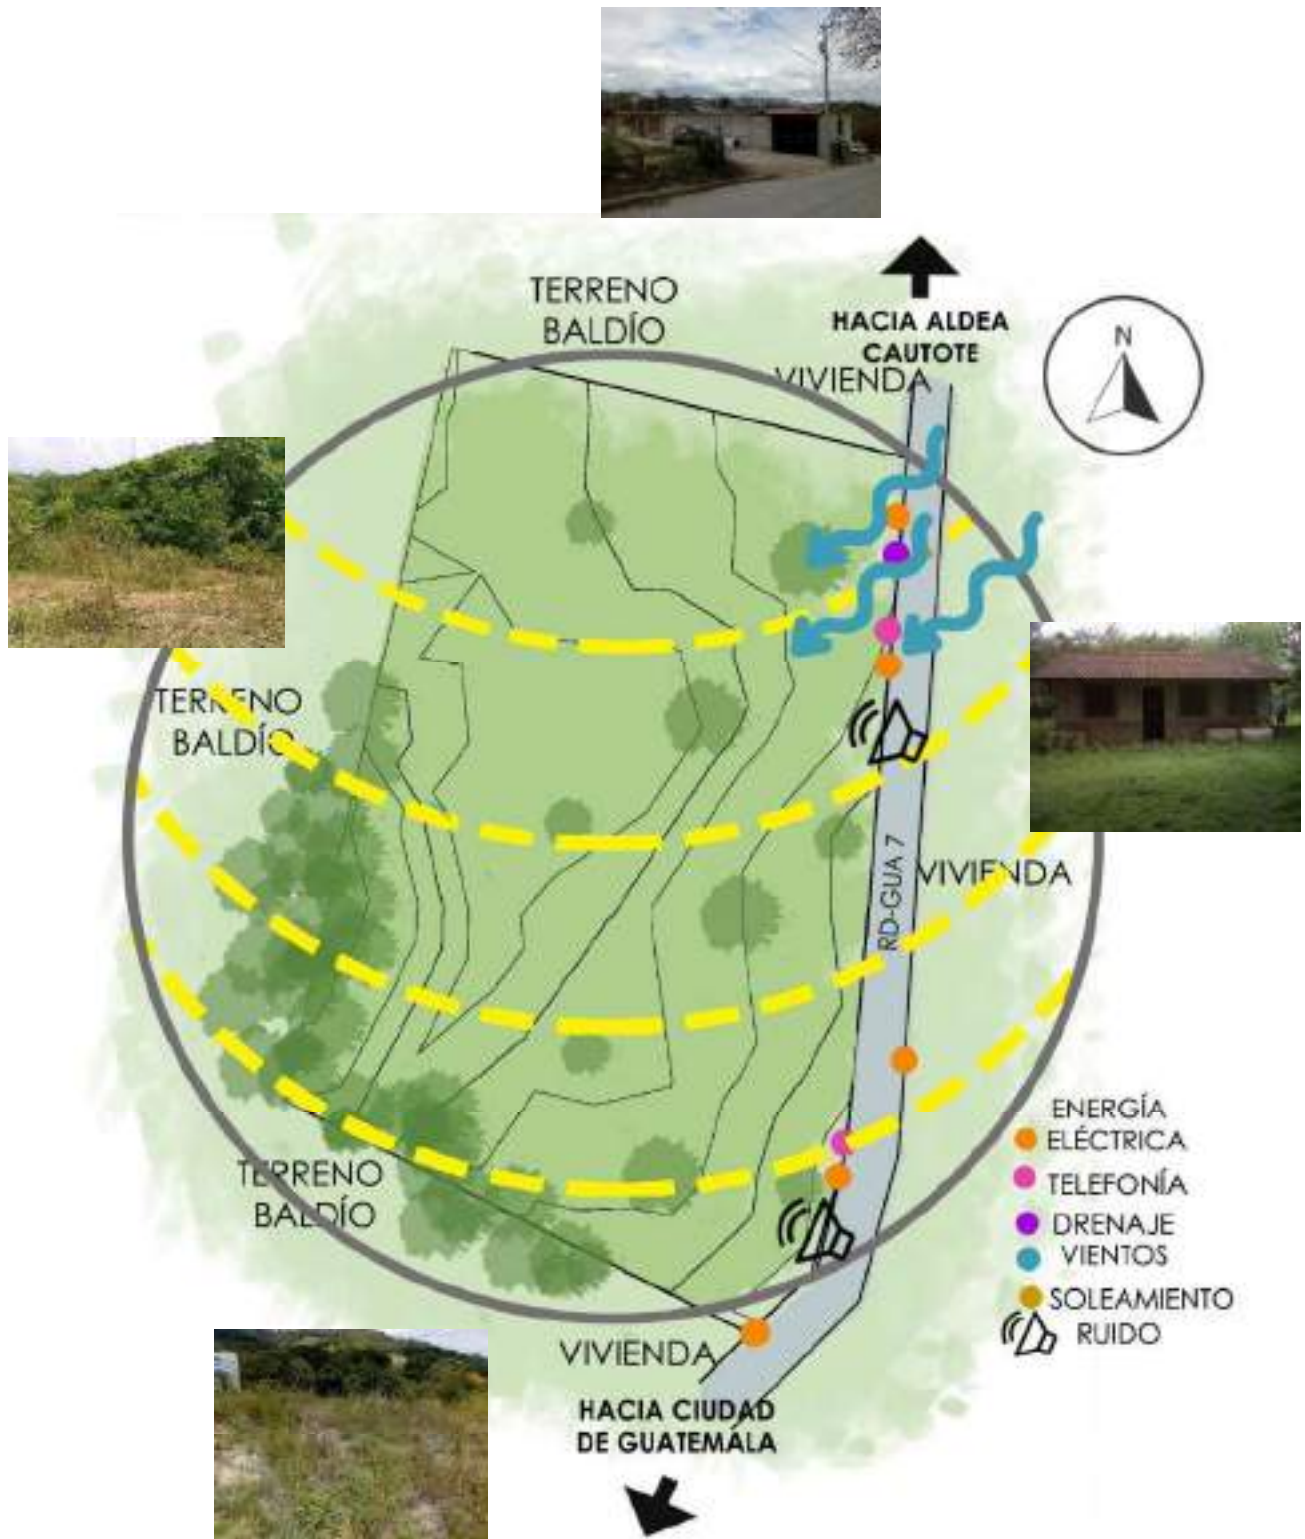 TERRENO
BALDÍO
HACIA ALDEA
CAUTOTE
VIVIENDA
N
TERRENO
BALDÍO
RD-GUA 7
VIVIENDA
TERRENO
BALDÍO
ENERGÍA
ELÉCTRICA
TELEFONÍA
DRENAJE
VIENTOS
SOLEAMIENTO
RUIDO
VIVIENDA
HACIA CIUDAD
DE GUATEMALA